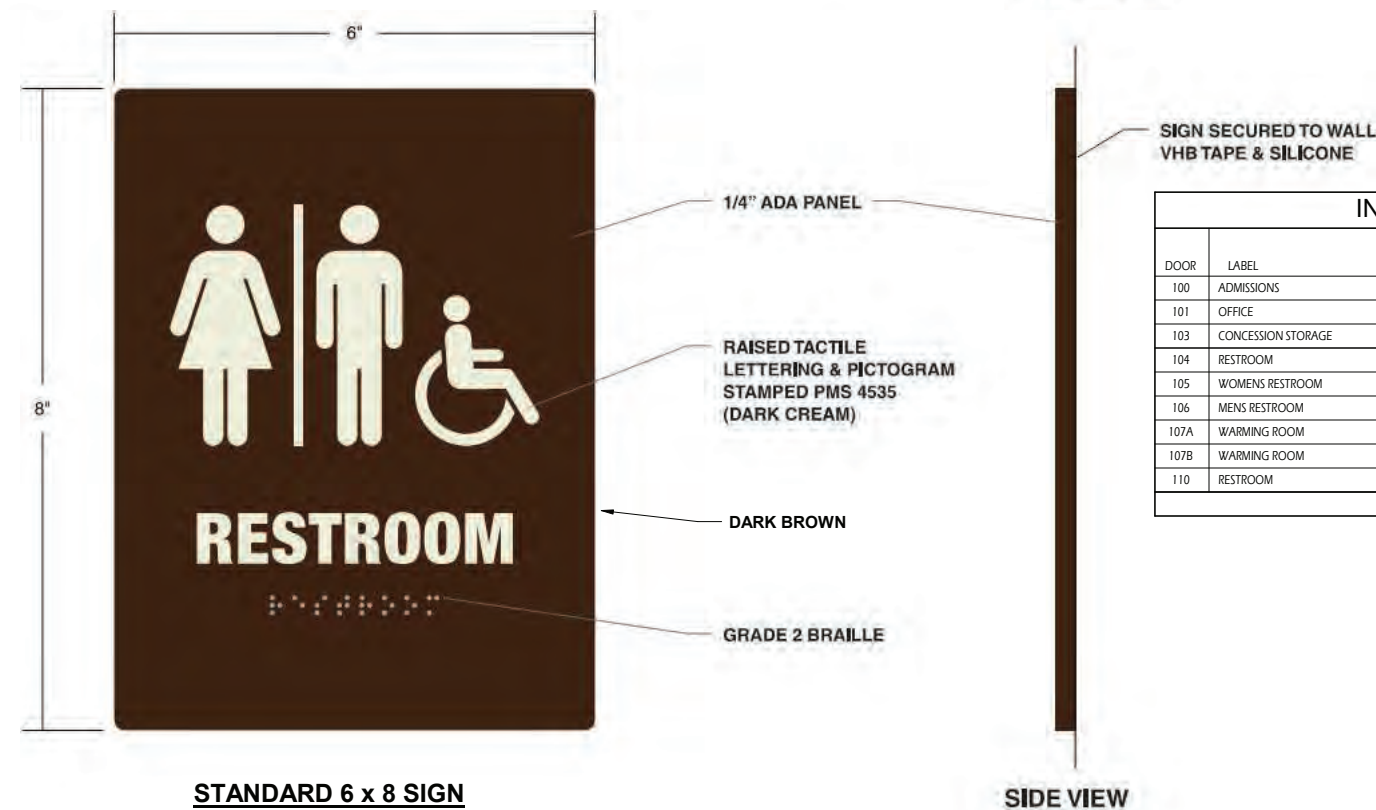 6"
8"
RESTROOM
⠗⠑⠎⠞⠗⠕⠕⠍
STANDARD 6 x 8 SIGN
1/4" ADA PANEL
RAISED TACTILE
LETTERING & PICTOGRAM
STAMPED PMS 4535
(DARK CREAM)
DARK BROWN
GRADE 2 BRAILLE
SIDE VIEW
SIGN SECURED TO WALL
VHB TAPE & SILICONE
IN
DOOR LABEL
100 ADMISSIONS
101 OFFICE
103 CONCESSION STORAGE
104 RESTROOM
105 WOMENS RESTROOM
106 MENS RESTROOM
107A WARMING ROOM
107B WARMING ROOM
110 RESTROOM